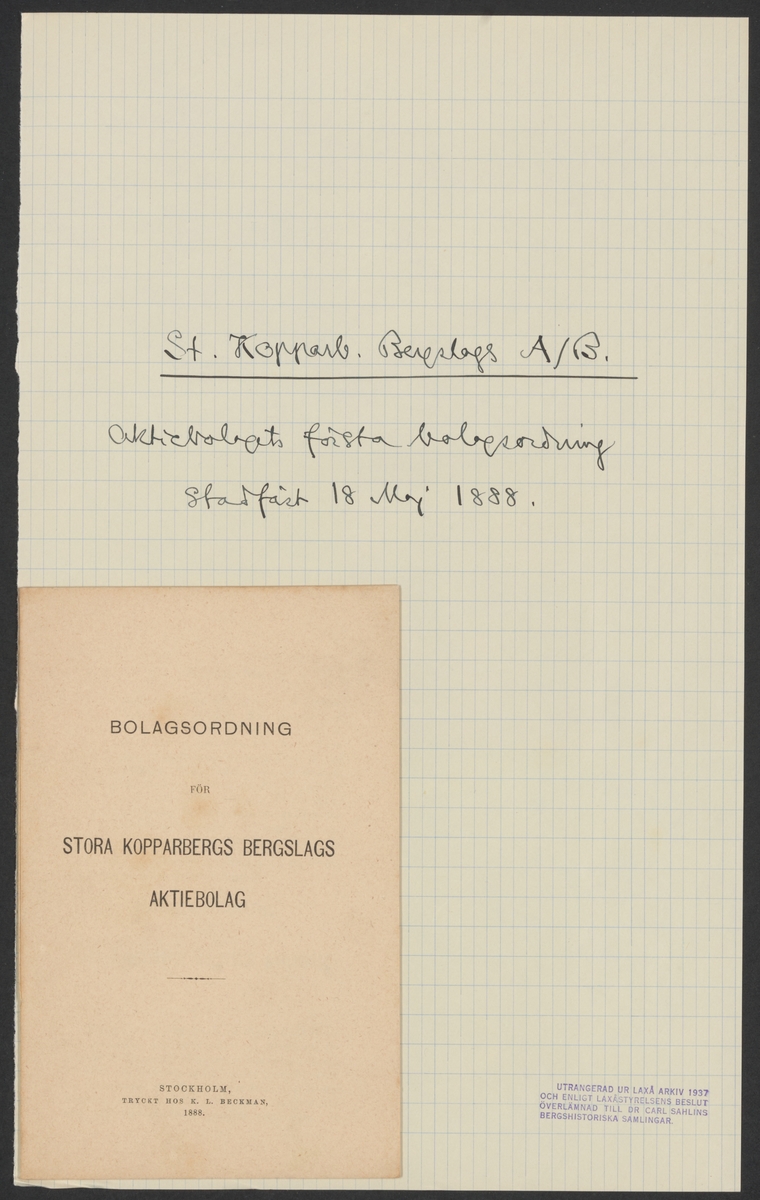 St. Kopparb. Bergslags A/B.
Aktiebolagets första bolagsordning
Stadfäst 18 Maj 1888.
BOLAGSORDNING
FÖR
STORA KOPPARBERGS BERGSLAGS
AKTIEBOLAG
STOCKHOLM,
TRYCKT HOS K. L. BECKMAN,
1888.
UTRANGERAD UR LAXÅ ARKIV 1937
OCH ENLIGT LAXÅSTYRELSENS BESLUT
ÖVERLÄMNAD TILL DR CARL SAHLINS
BERGSHISTORISKA SAMLINGAR.